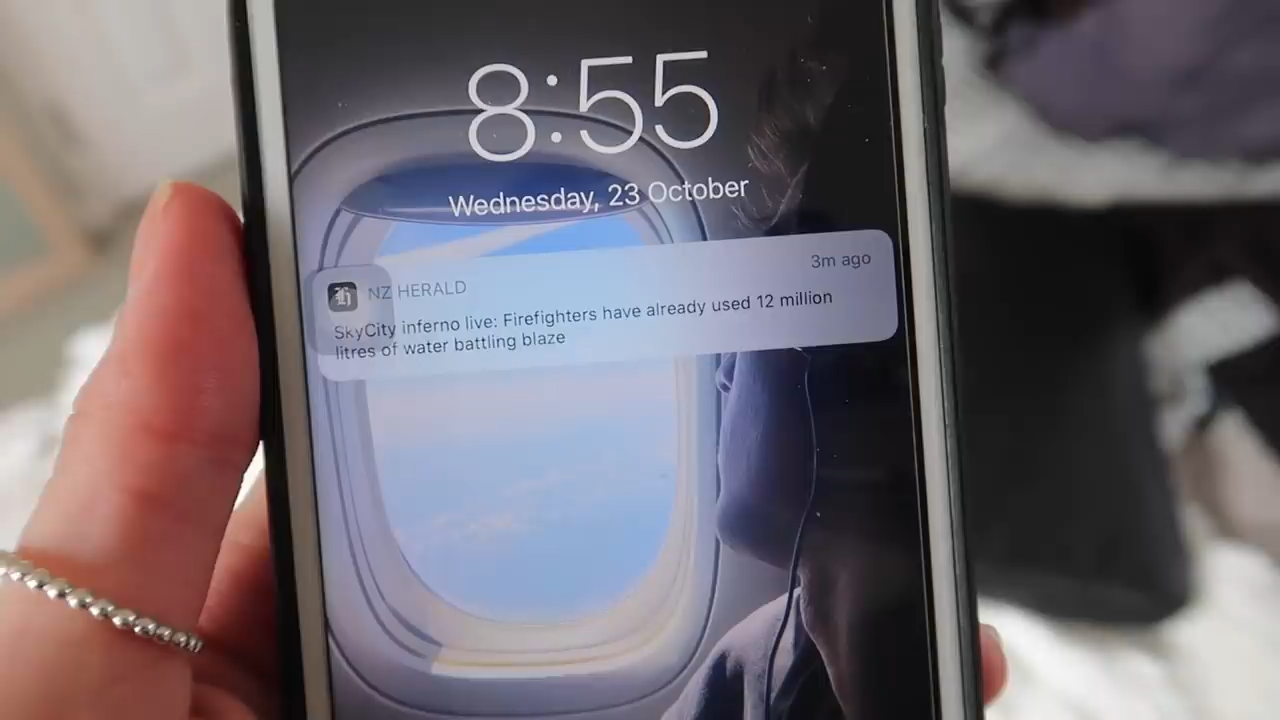 8:55
Wednesday, 23 October
NZ HERALD
3m ago
SkyCity inferno live: Firefighters have already used 12 million
litres of water battling blaze